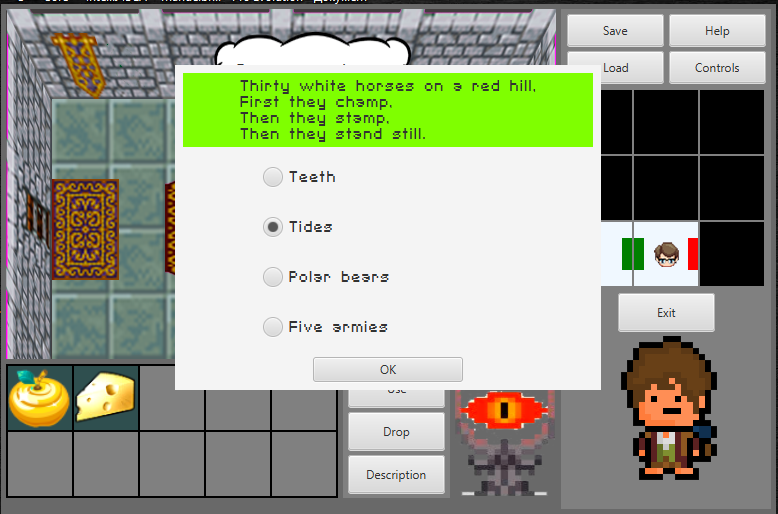 Save
Help
Load
Controls
Thirty white horses on a red hill,
First they champ,
Then they stamp,
Then they stand still.
Teeth
Tides
Polar bears
Five armies
OK
Exit
Use
Drop
Description